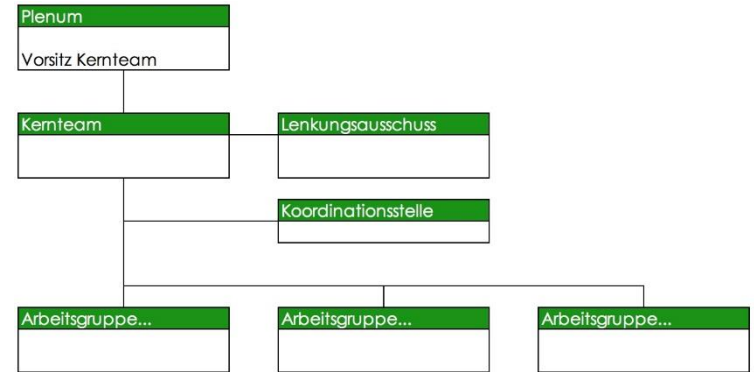 Plenum
Vorsitz Kernteam
Kernteam
Lenkungsausschuss
Koordinationsstelle
Arbeitsgruppe...
Arbeitsgruppe...
Arbeitsgruppe...